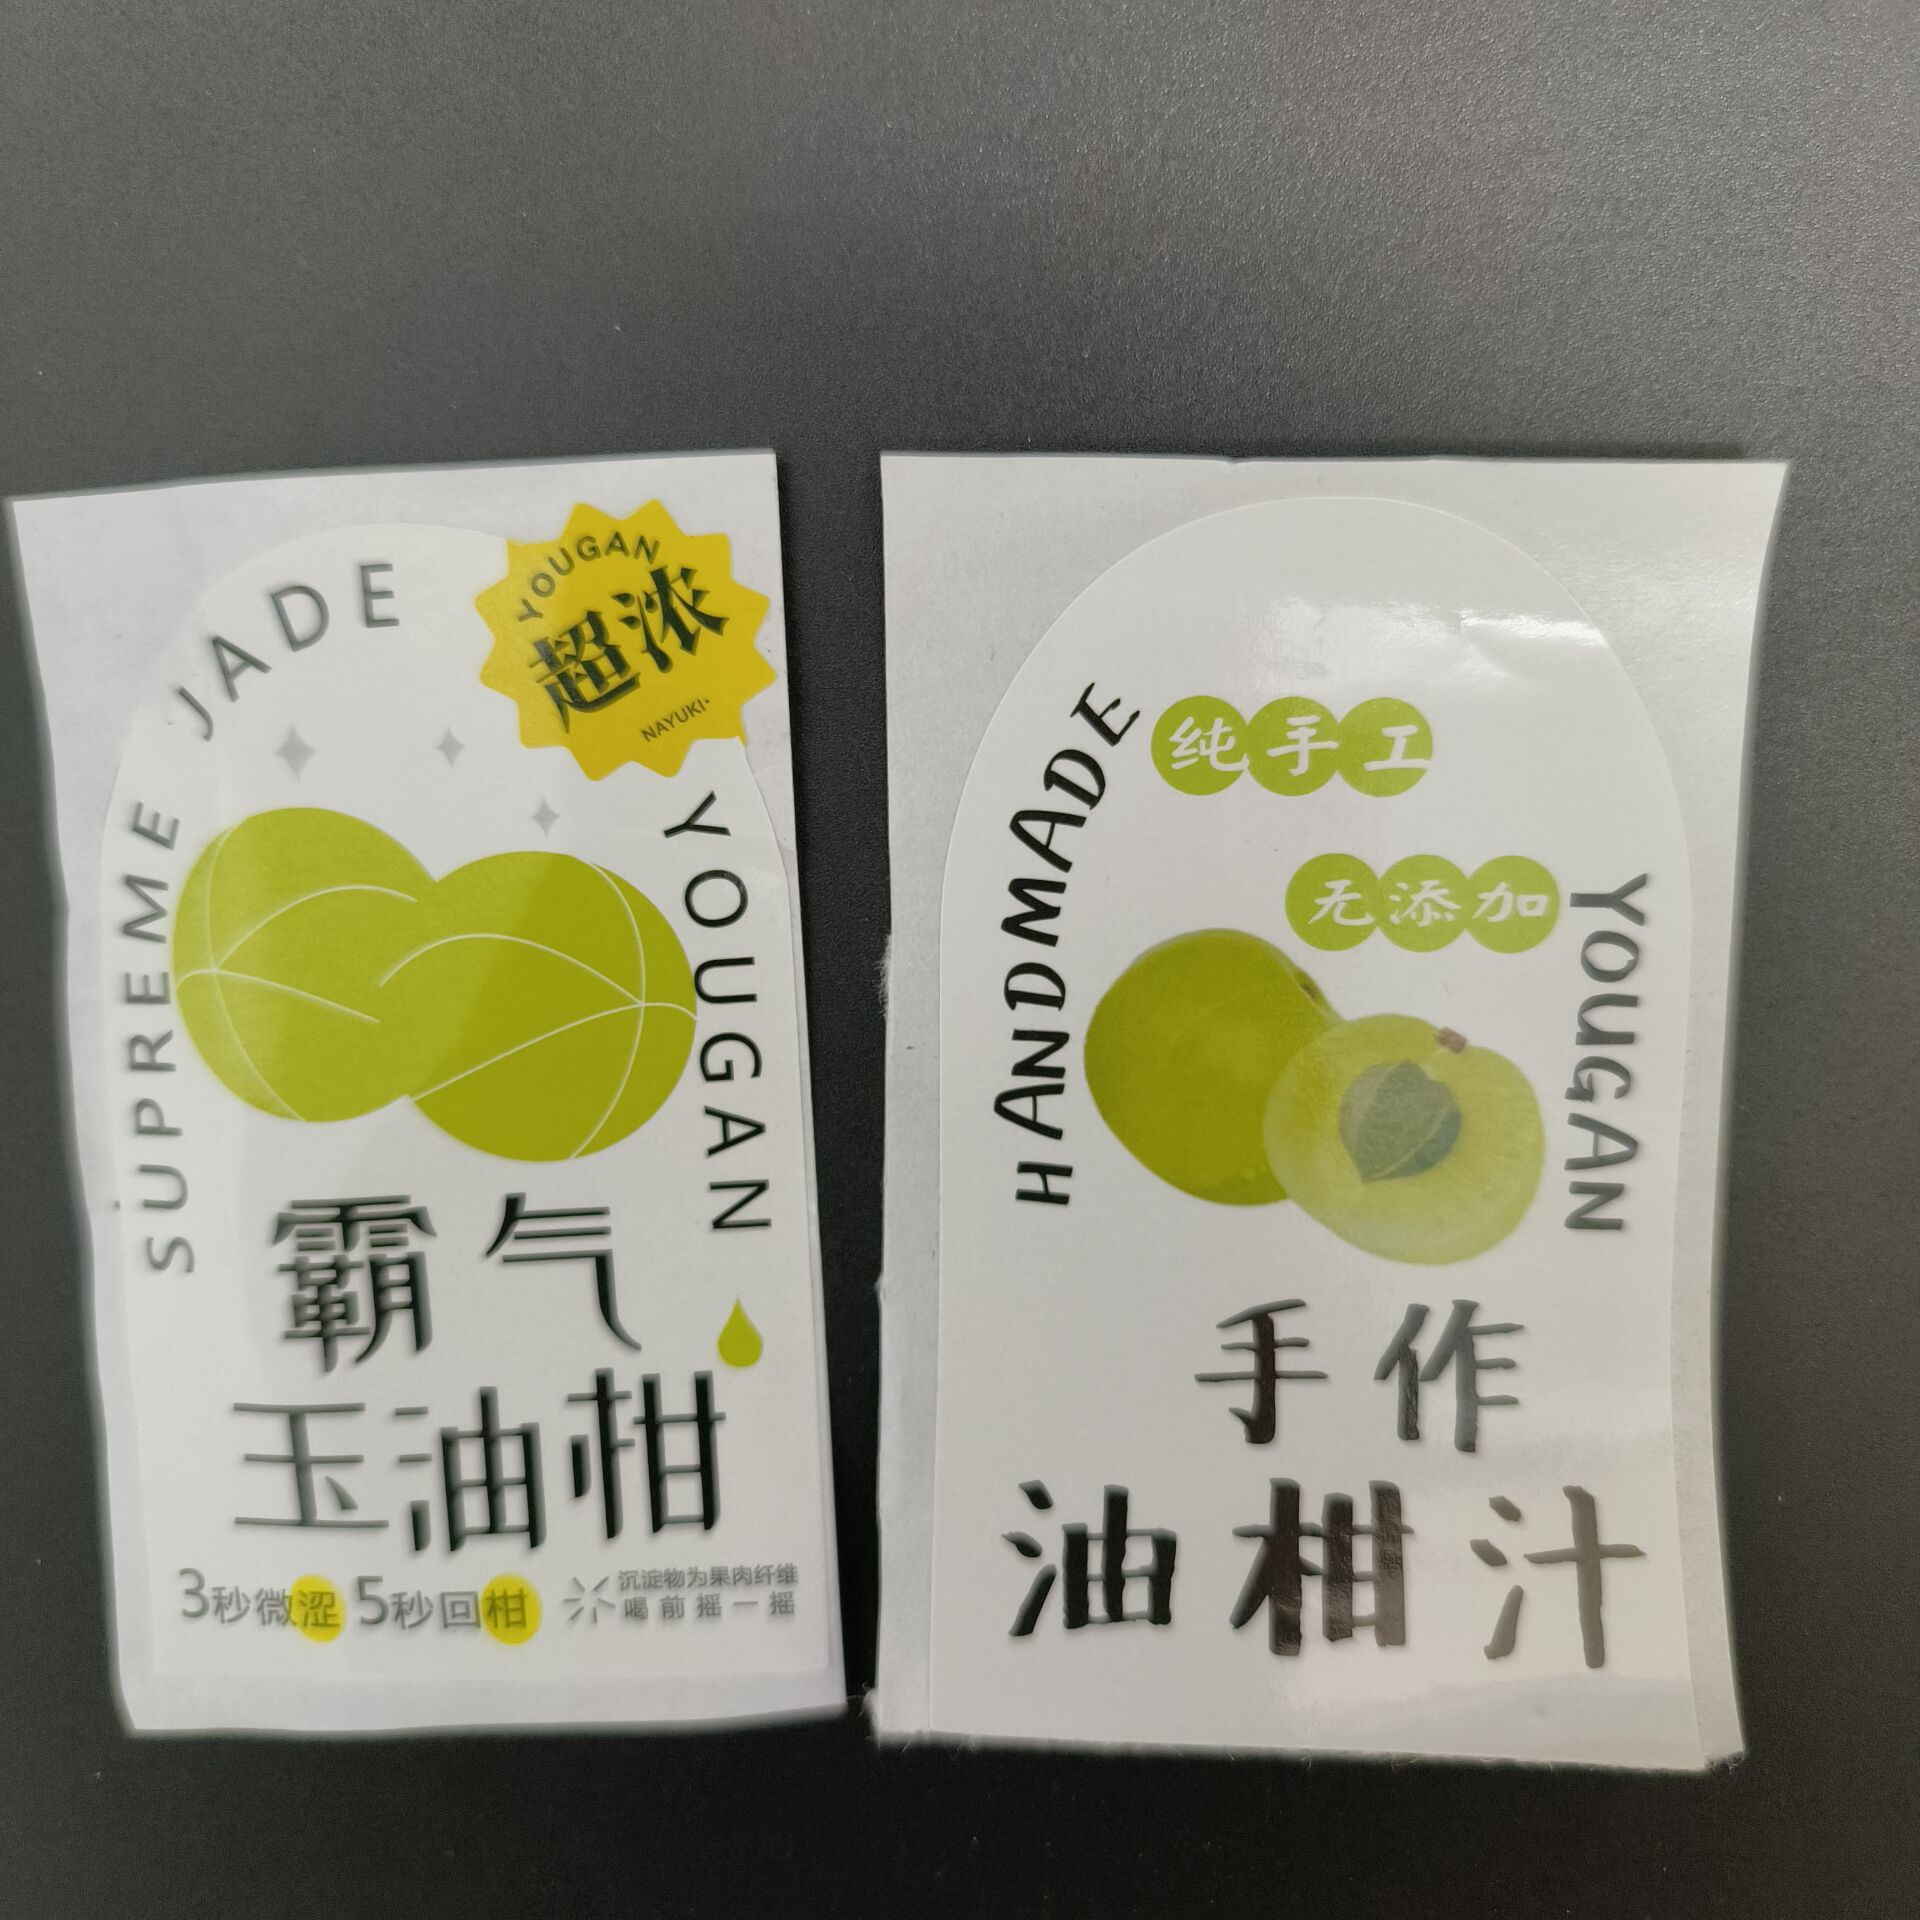 SUPREME JADE
YOUGAN
超浓
NAYUKI
YOUGAN
霸气
玉油柑
3秒微涩 5秒回柑
沉淀物为果肉纤维
喝前摇一摇
HANDMADE
纯手工
无添加
YOUGAN
手作
油柑汁